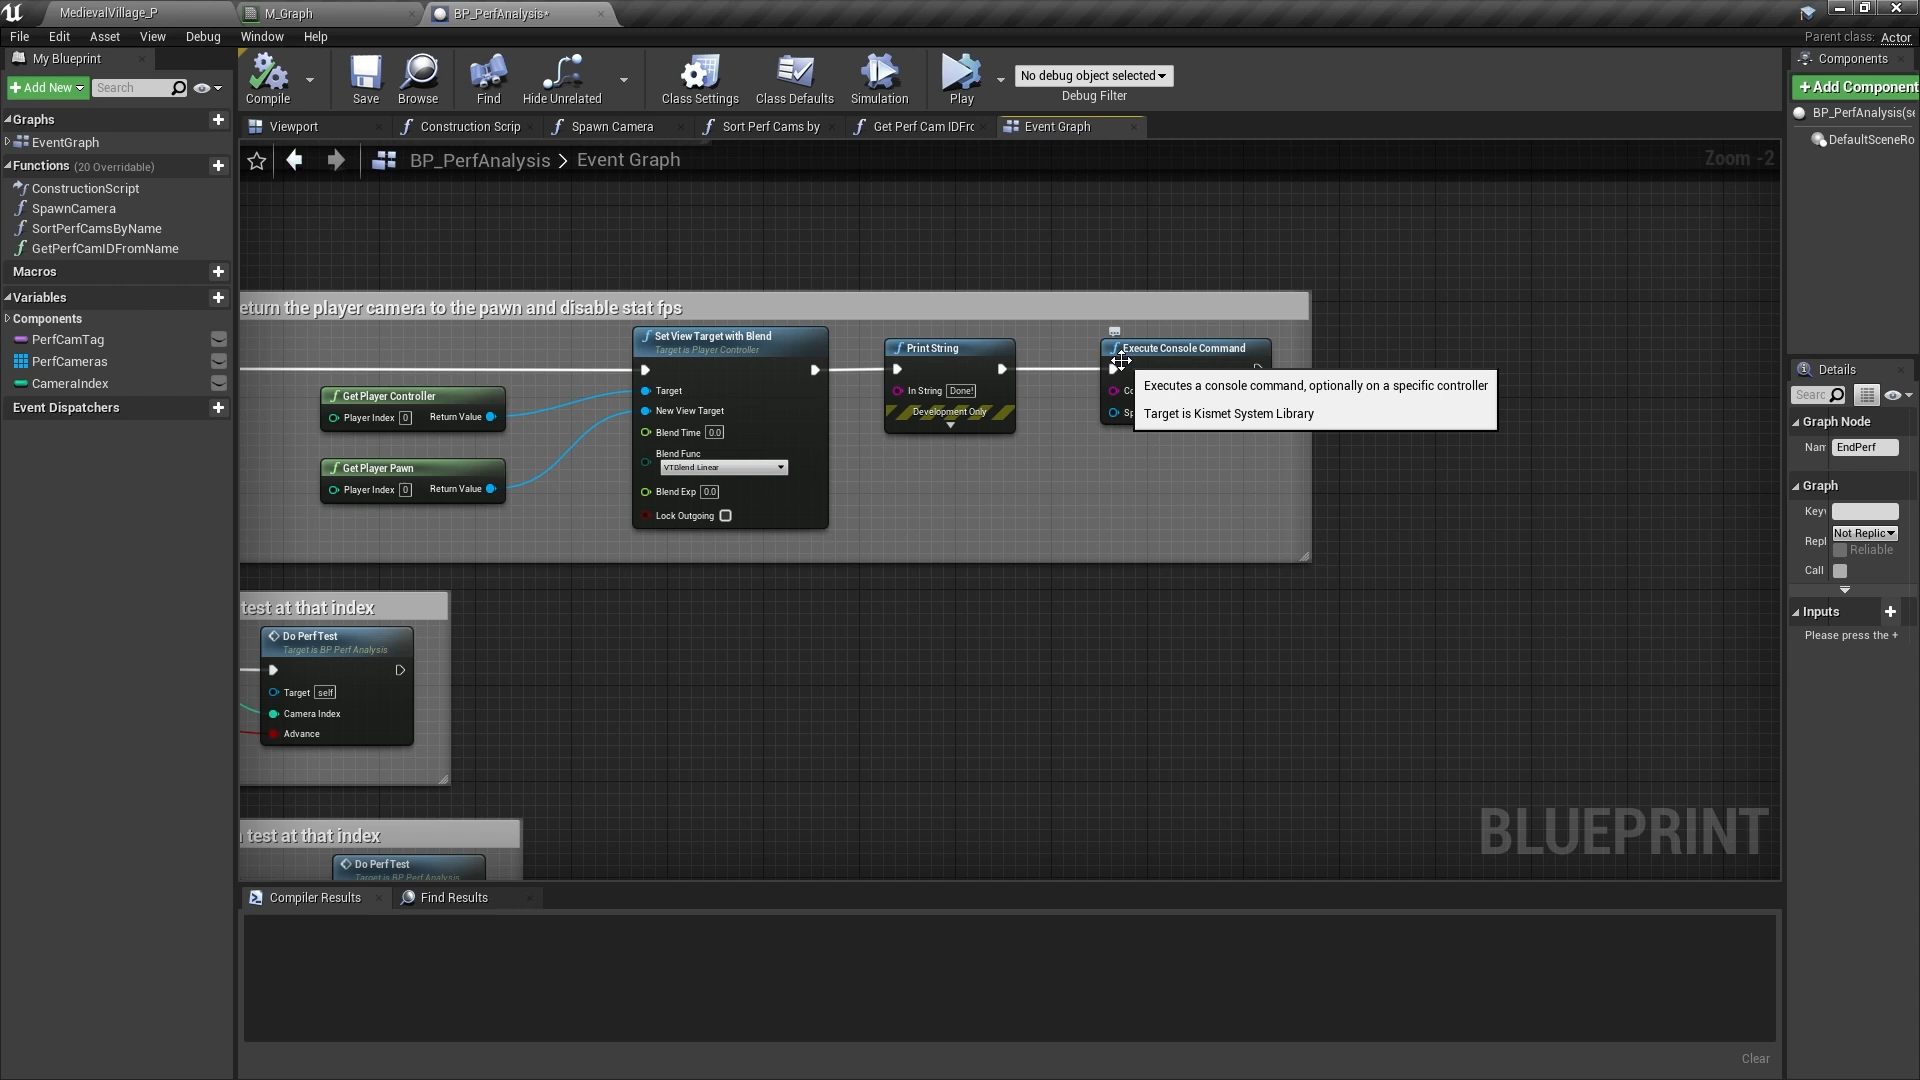 MedievalVillage_P
M_Graph
BP_PerfAnalysis*
File
Edit
Asset
View
Debug
Window
Help
Parent class: Actor
My Blueprint
Add New
Search
Graphs
EventGraph
Functions (20 Overridable)
ConstructionScript
SpawnCamera
SortPerfCamsByName
GetPerfCamIDFromName
Macros
Variables
Components
PerfCamTag
PerfCameras
CameraIndex
Event Dispatchers
Compile
Save
Browse
Find
Hide Unrelated
Class Settings
Class Defaults
Simulation
Play
No debug object selected
Debug Filter
Viewport
Construction Scrip
Spawn Camera
Sort Perf Cams by
Get Perf Cam IDFrc
Event Graph
BP_PerfAnalysis > Event Graph
Zoom -2
eturn the player camera to the pawn and disable stat fps
Get Player Controller
Player Index 0
Return Value
Get Player Pawn
Player Index 0
Return Value
Set View Target with Blend
Target is Player Controller
Target
New View Target
Blend Time 0.0
Blend Func
VTBlend Linear
Blend Exp 0.0
Lock Outgoing
Print String
In String Done!
Development Only
Execute Console Command
Co
Sp
Executes a console command, optionally on a specific controller
Target is Kismet System Library
test at that index
Do PerfTest
Target is BP Perf Analysis
Target self
Camera Index
Advance
test at that index
Do PerfTest
Target is BP Perf Analysis
BLUEPRINT
Compiler Results
Find Results
Clear
Components
+Add Component
BP_PerfAnalysis(se
DefaultSceneRo
Details
Searc
Graph Node
Nam
EndPerf
Graph
Keyw
Repl
Not Replic
Reliable
Call
Inputs
Please press the +